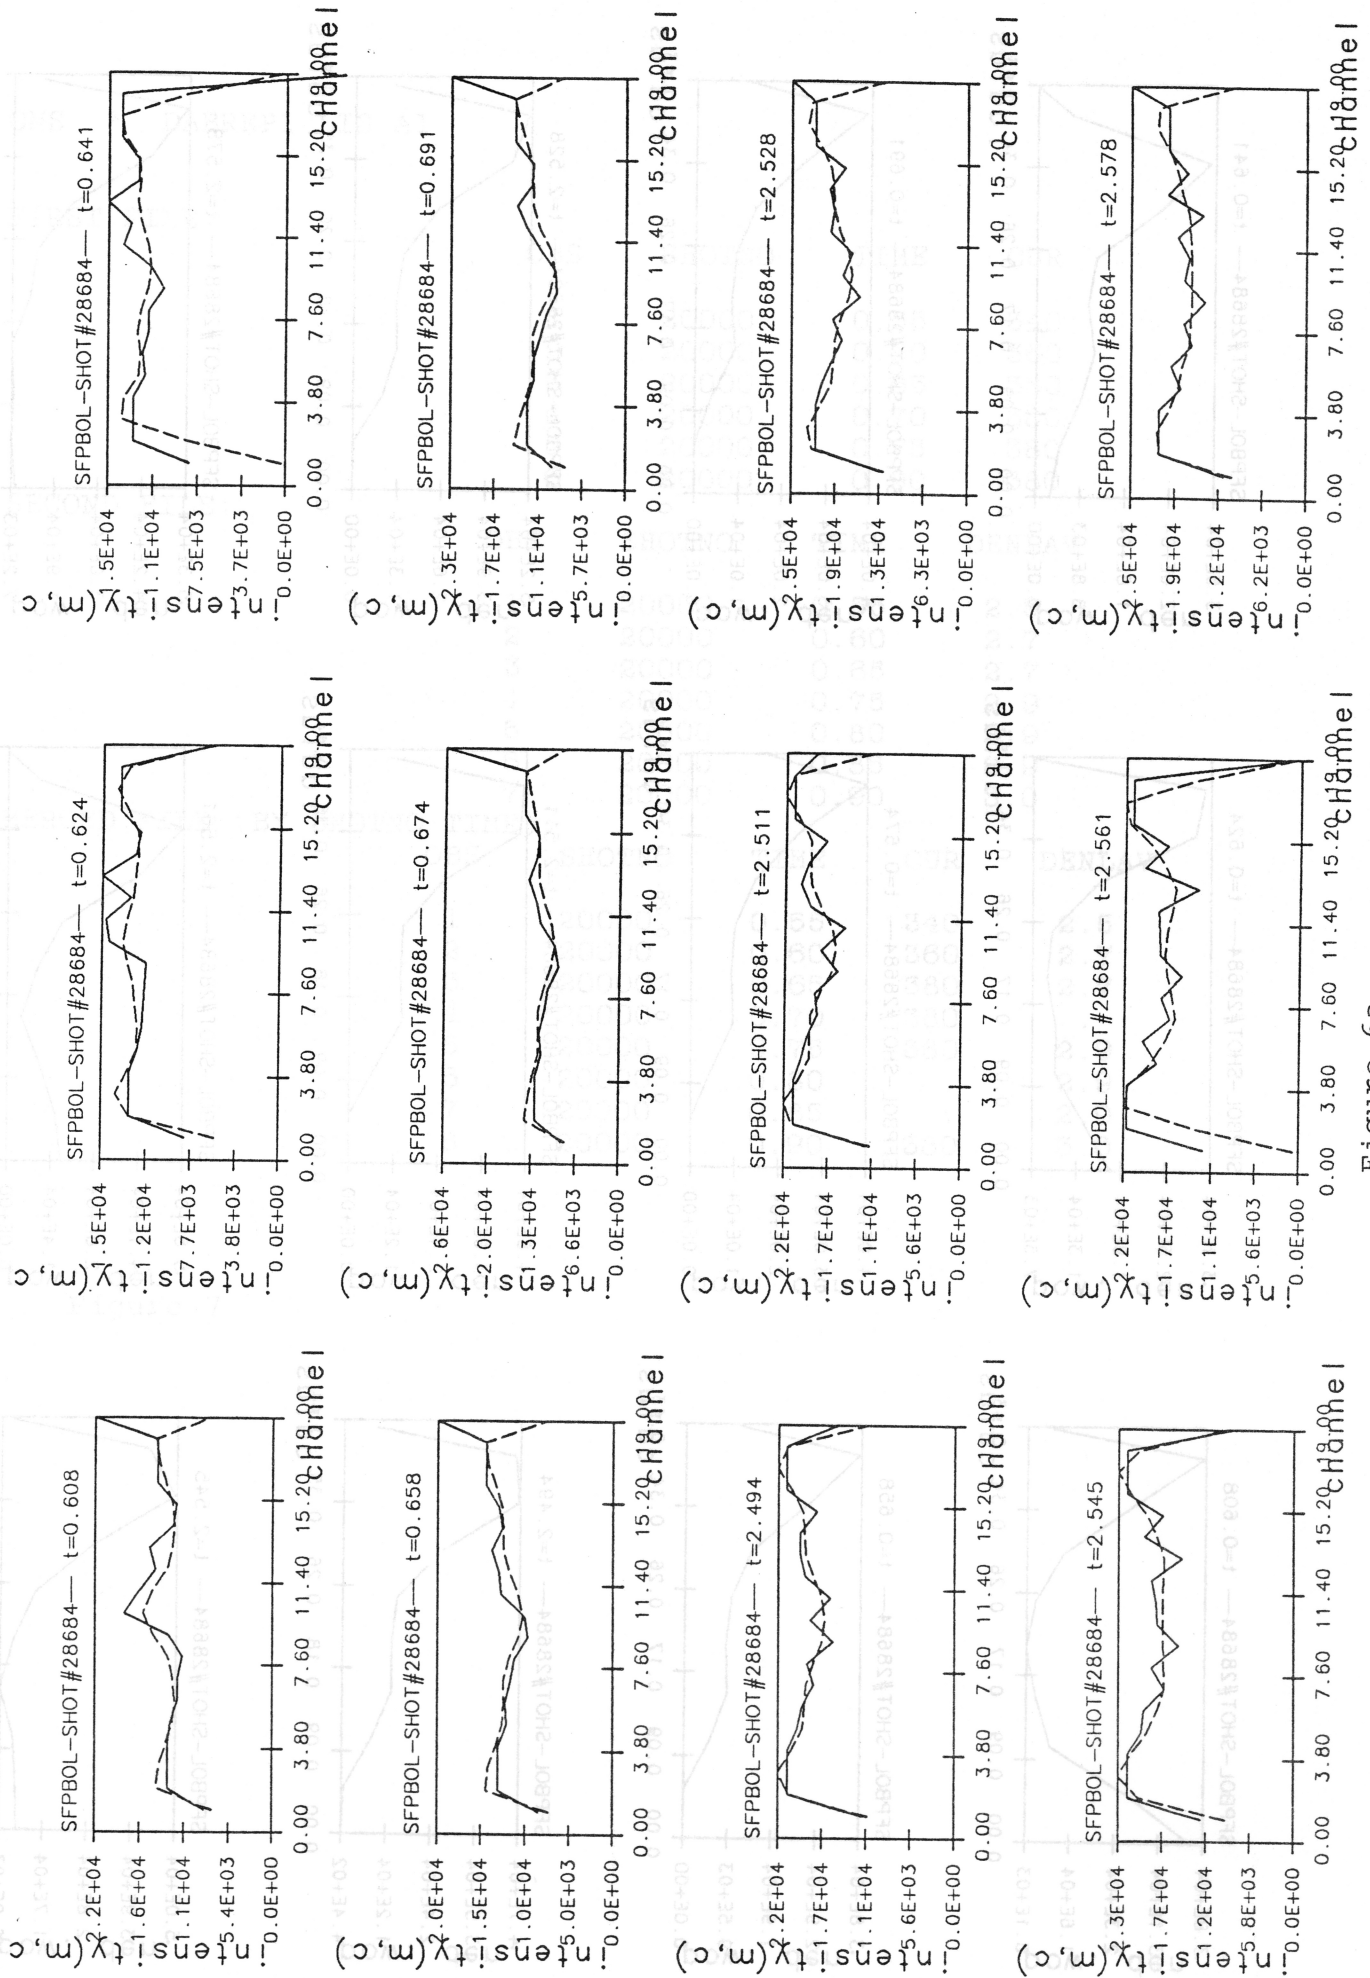 SFPBOL-SHOT#28684— t=0.608
intensity(m,c
2.2E+04
1.6E+04
1.1E+04
5.4E+03
0.0E+00
0.00 3.80 7.60 11.40 15.20 19.00
channel
SFPBOL-SHOT#28684— t=0.624
intensity(m,c
1.5E+04
1.2E+04
7.7E+03
3.8E+03
0.0E+00
0.00 3.80 7.60 11.40 15.20 19.00
channel
SFPBOL-SHOT#28684— t=0.641
intensity(m,c
1.5E+04
1.1E+04
7.5E+03
3.7E+03
0.0E+00
0.00 3.80 7.60 11.40 15.20 19.00
channel
SFPBOL-SHOT#28684— t=0.658
intensity(m,c)
2.0E+04
1.5E+04
1.0E+04
5.1E+03
0.0E+00
0.00 3.80 7.60 11.40 15.20 19.00
channel
SFPBOL-SHOT#28684— t=0.674
intensity(m,c)
2.6E+04
2.0E+04
1.3E+04
6.6E+03
0.0E+00
0.00 3.80 7.60 11.40 15.20 19.00
channel
SFPBOL-SHOT#28684— t=0.691
intensity(m,c)
2.3E+04
1.7E+04
1.1E+04
5.7E+03
0.0E+00
0.00 3.80 7.60 11.40 15.20 19.00
channel
SFPBOL-SHOT#28684— t=2.494
intensity(m,c)
2.2E+04
1.7E+04
1.1E+04
5.6E+03
0.0E+00
0.00 3.80 7.60 11.40 15.20 19.00
channel
SFPBOL-SHOT#28684— t=2.511
intensity(m,c)
2.2E+04
1.7E+04
1.1E+04
5.6E+03
0.0E+00
0.00 3.80 7.60 11.40 15.20 19.00
channel
SFPBOL-SHOT#28684— t=2.528
intensity(m,c)
2.5E+04
1.9E+04
1.3E+04
6.3E+03
0.0E+00
0.00 3.80 7.60 11.40 15.20 19.00
channel
SFPBOL-SHOT#28684— t=2.545
intensity(m,c)
2.3E+04
1.7E+04
1.2E+04
5.8E+03
0.0E+00
0.00 3.80 7.60 11.40 15.20 19.00
channel
SFPBOL-SHOT#28684— t=2.561
intensity(m,c)
2.2E+04
1.7E+04
1.1E+04
5.6E+03
0.0E+00
0.00 3.80 7.60 11.40 15.20 19.00
channel
SFPBOL-SHOT#28684— t=2.578
intensity(m,c)
2.5E+04
1.9E+04
1.2E+04
6.2E+03
0.0E+00
0.00 3.80 7.60 11.40 15.20 19.00
channel
Figure 6a